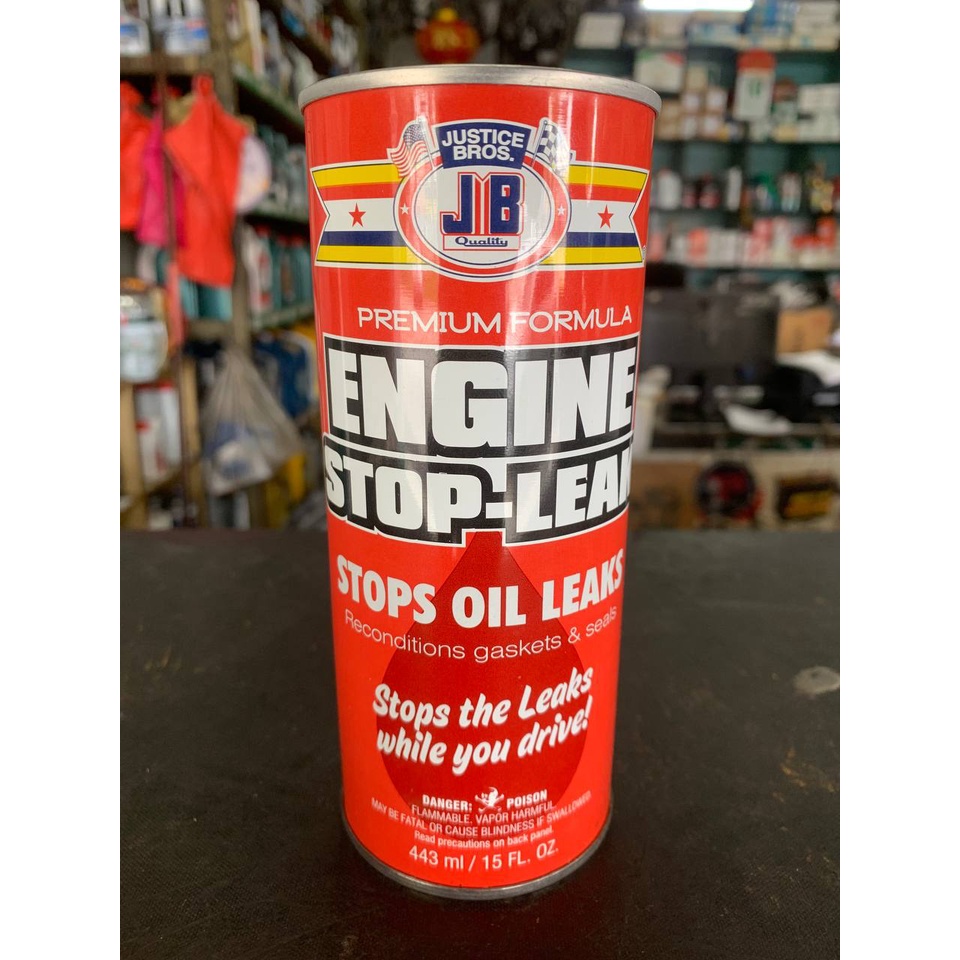 JUSTICE
BROS.
JB
Quality
PREMIUM FORMULA
ENGINE
STOP-LEAK
STOPS OIL LEAKS
Reconditions gaskets & seals
Stops the Leaks
while you drive!
DANGER: POISON
FLAMMABLE. VAPOR HARMFUL.
MAY BE FATAL OR CAUSE BLINDNESS IF SWALLOWED.
Read precautions on back panel.
443 ml / 15 FL. OZ.